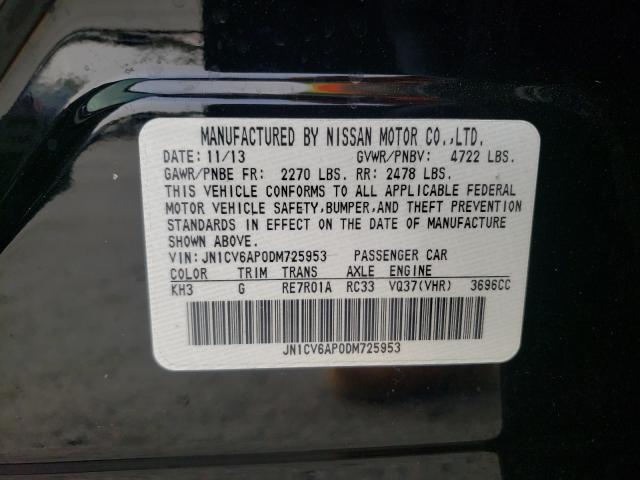 MANUFACTURED BY NISSAN MOTOR CO.,LTD.
DATE: 11/13 GVWR/PNBV: 4722 LBS.
GAWR/PNBE FR: 2270 LBS. RR: 2478 LBS.
THIS VEHICLE CONFORMS TO ALL APPLICABLE FEDERAL
MOTOR VEHICLE SAFETY,BUMPER,AND THEFT PREVENTION
STANDARDS IN EFFECT ON THE DATE OF MANUFACTURE
SHOWN ABOVE.
VIN: JN1CV6AP0DM725953 PASSENGER CAR
COLOR TRIM TRANS AXLE ENGINE
KH3 G RE7R01A RC33 VQ37(VHR) 3696CC
JN1CV6AP0DM725953